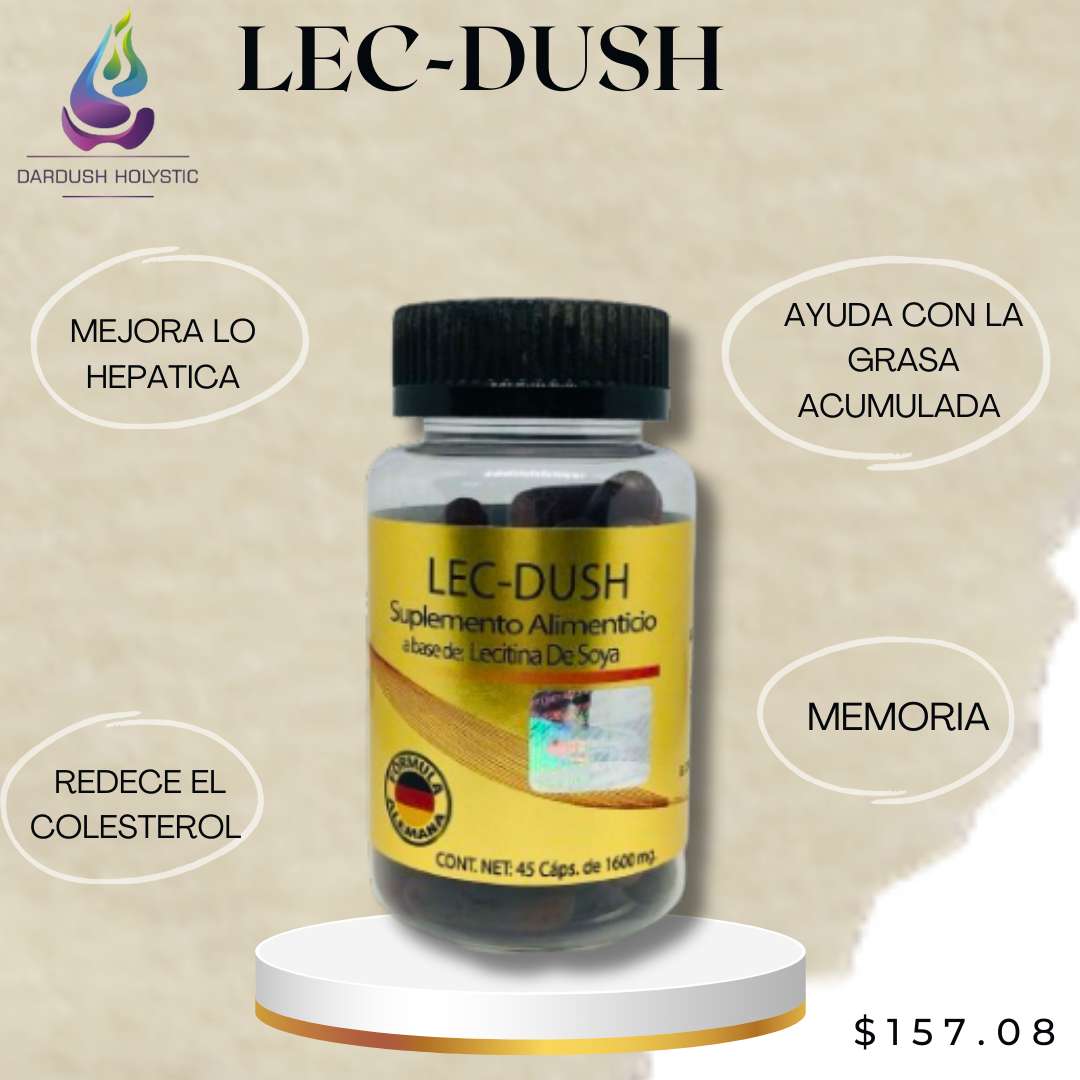 LEC-DUSH
DARDUSH HOLYSTIC
MEJORA LO
HEPATICA
AYUDA CON LA
GRASA
ACUMULADA
LEC-DUSH
Suplemento Alimenticio
a base de: Lecitina De Soya
FÓRMULA
ALEMANA
CONT. NET: 45 Cáps. de 1600 mg.
MEMORIA
REDECE EL
COLESTEROL
$157.08